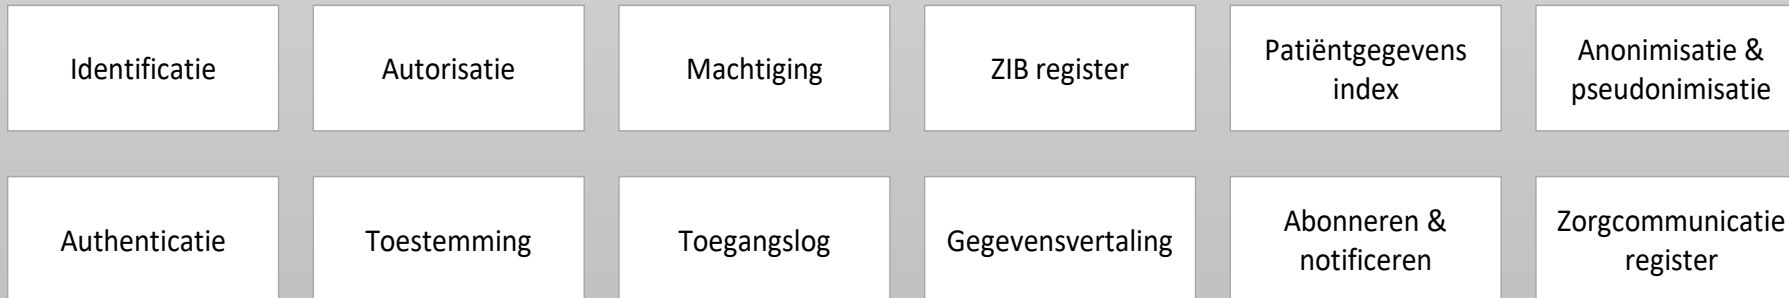 Identificatie
Autorisatie
Machtiging
ZIB register
Patiëntgegevens
index
Anonimisatie &
pseudonimisatie
Authenticatie
Toestemming
Toegangslog
Gegevensvertaling
Abonneren &
notificeren
Zorgcommunicatie
register